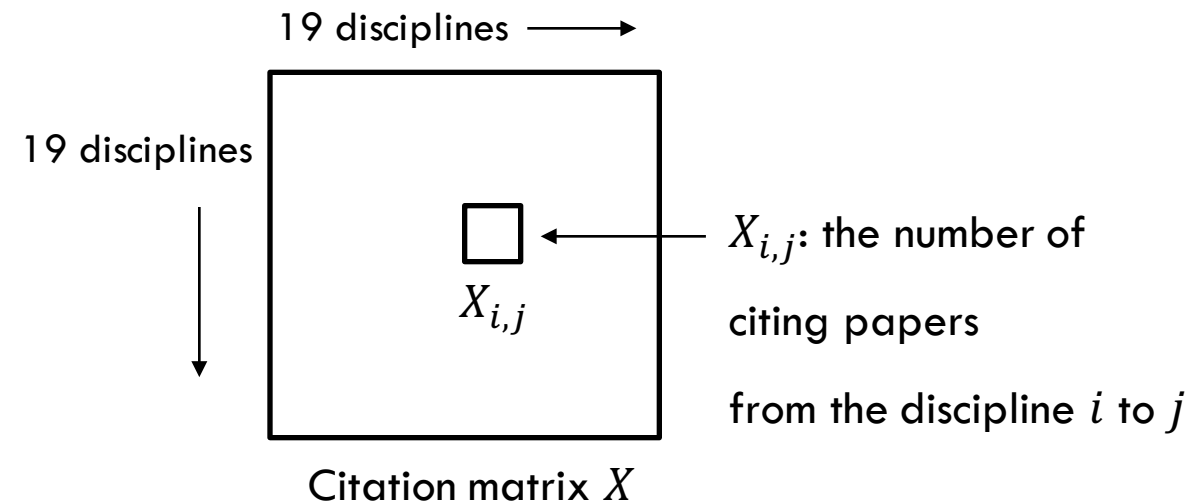 19 disciplines
19 disciplines
X_{i,j}: the number of
X_{i,j}
citing papers
from the discipline i to j
Citation matrix X